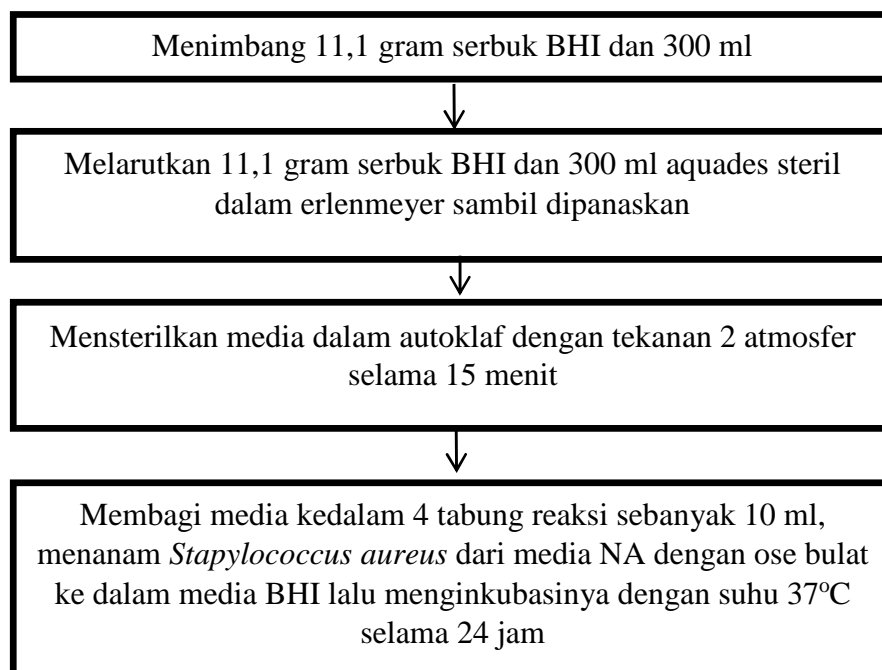 Menimbang 11,1 gram serbuk BHI dan 300 ml
Melarutkan 11,1 gram serbuk BHI dan 300 ml aquades steril
dalam erlenmeyer sambil dipanaskan
Mensterilkan media dalam autoklaf dengan tekanan 2 atmosfer
selama 15 menit
Membagi media kedalam 4 tabung reaksi sebanyak 10 ml,
menanam Stapylococcus aureus dari media NA dengan ose bulat
ke dalam media BHI lalu menginkubasinya dengan suhu 37°C
selama 24 jam